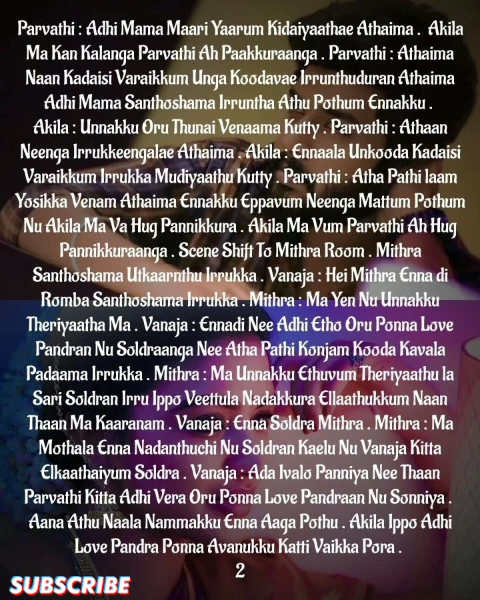 Parvathi : Adhi Mama Maari Yaarum Kidaiyaathae Athaima . Akila
Ma Kan Kalanga Parvathi Ah Paakkuraanga . Parvathi : Athaima
Naan Kadaisi Varaikkum Unga Koodavae Irrunthuduran Athaima
Adhi Mama Santhoshama Irruntha Athu Pothum Ennakku .
Akila : Unnakku Oru Thunai Venaama Kutty . Parvathi : Athaan
Neenga Irrukkeengalae Athaima . Akila : Ennaala Unkooda Kadaisi
Varaikkum Irrukka Mudiyaathu Kutty . Parvathi : Atha Pathi laam
Yosikka Venam Athaima Ennakku Eppavum Neenga Mattum Pothum
Nu Akila Ma Va Hug Pannikkura . Akila Ma Vum Parvathi Ah Hug
Pannikkuraanga . Scene Shift To Mithra Room . Mithra
Santhoshama Utkaarnthu Irrukka . Vanaja : Hei Mithra Enna di
Romba Santhoshama Irrukka . Mithra : Ma Yen Nu Unnakku
Theriyaatha Ma . Vanaja : Ennadi Nee Adhi Etho Oru Ponna Love
Pandran Nu Soldraanga Nee Atha Pathi Konjam Kooda Kavala
Padaama Irrukka . Mithra : Ma Unnakku Ethuvum Theriyaathu la
Sari Soldran Irru Ippo Veettula Nadakkura Ellaathukkum Naan
Thaan Ma Kaaranam . Vanaja : Enna Soldra Mithra . Mithra : Ma
Mothala Enna Nadanthuchi Nu Soldran Kaelu Nu Vanaja Kitta
Elkaathaiyum Soldra . Vanaja : Ada Ivalo Panniya Nee Thaan
Parvathi Kitta Adhi Vera Oru Ponna Love Pandraan Nu Sonniya .
Aana Athu Naala Nammakku Enna Aaga Pothu . Akila Ippo Adhi
Love Pandra Ponna Avanukku Katti Vaikka Pora .
2
SUBSCRIBE